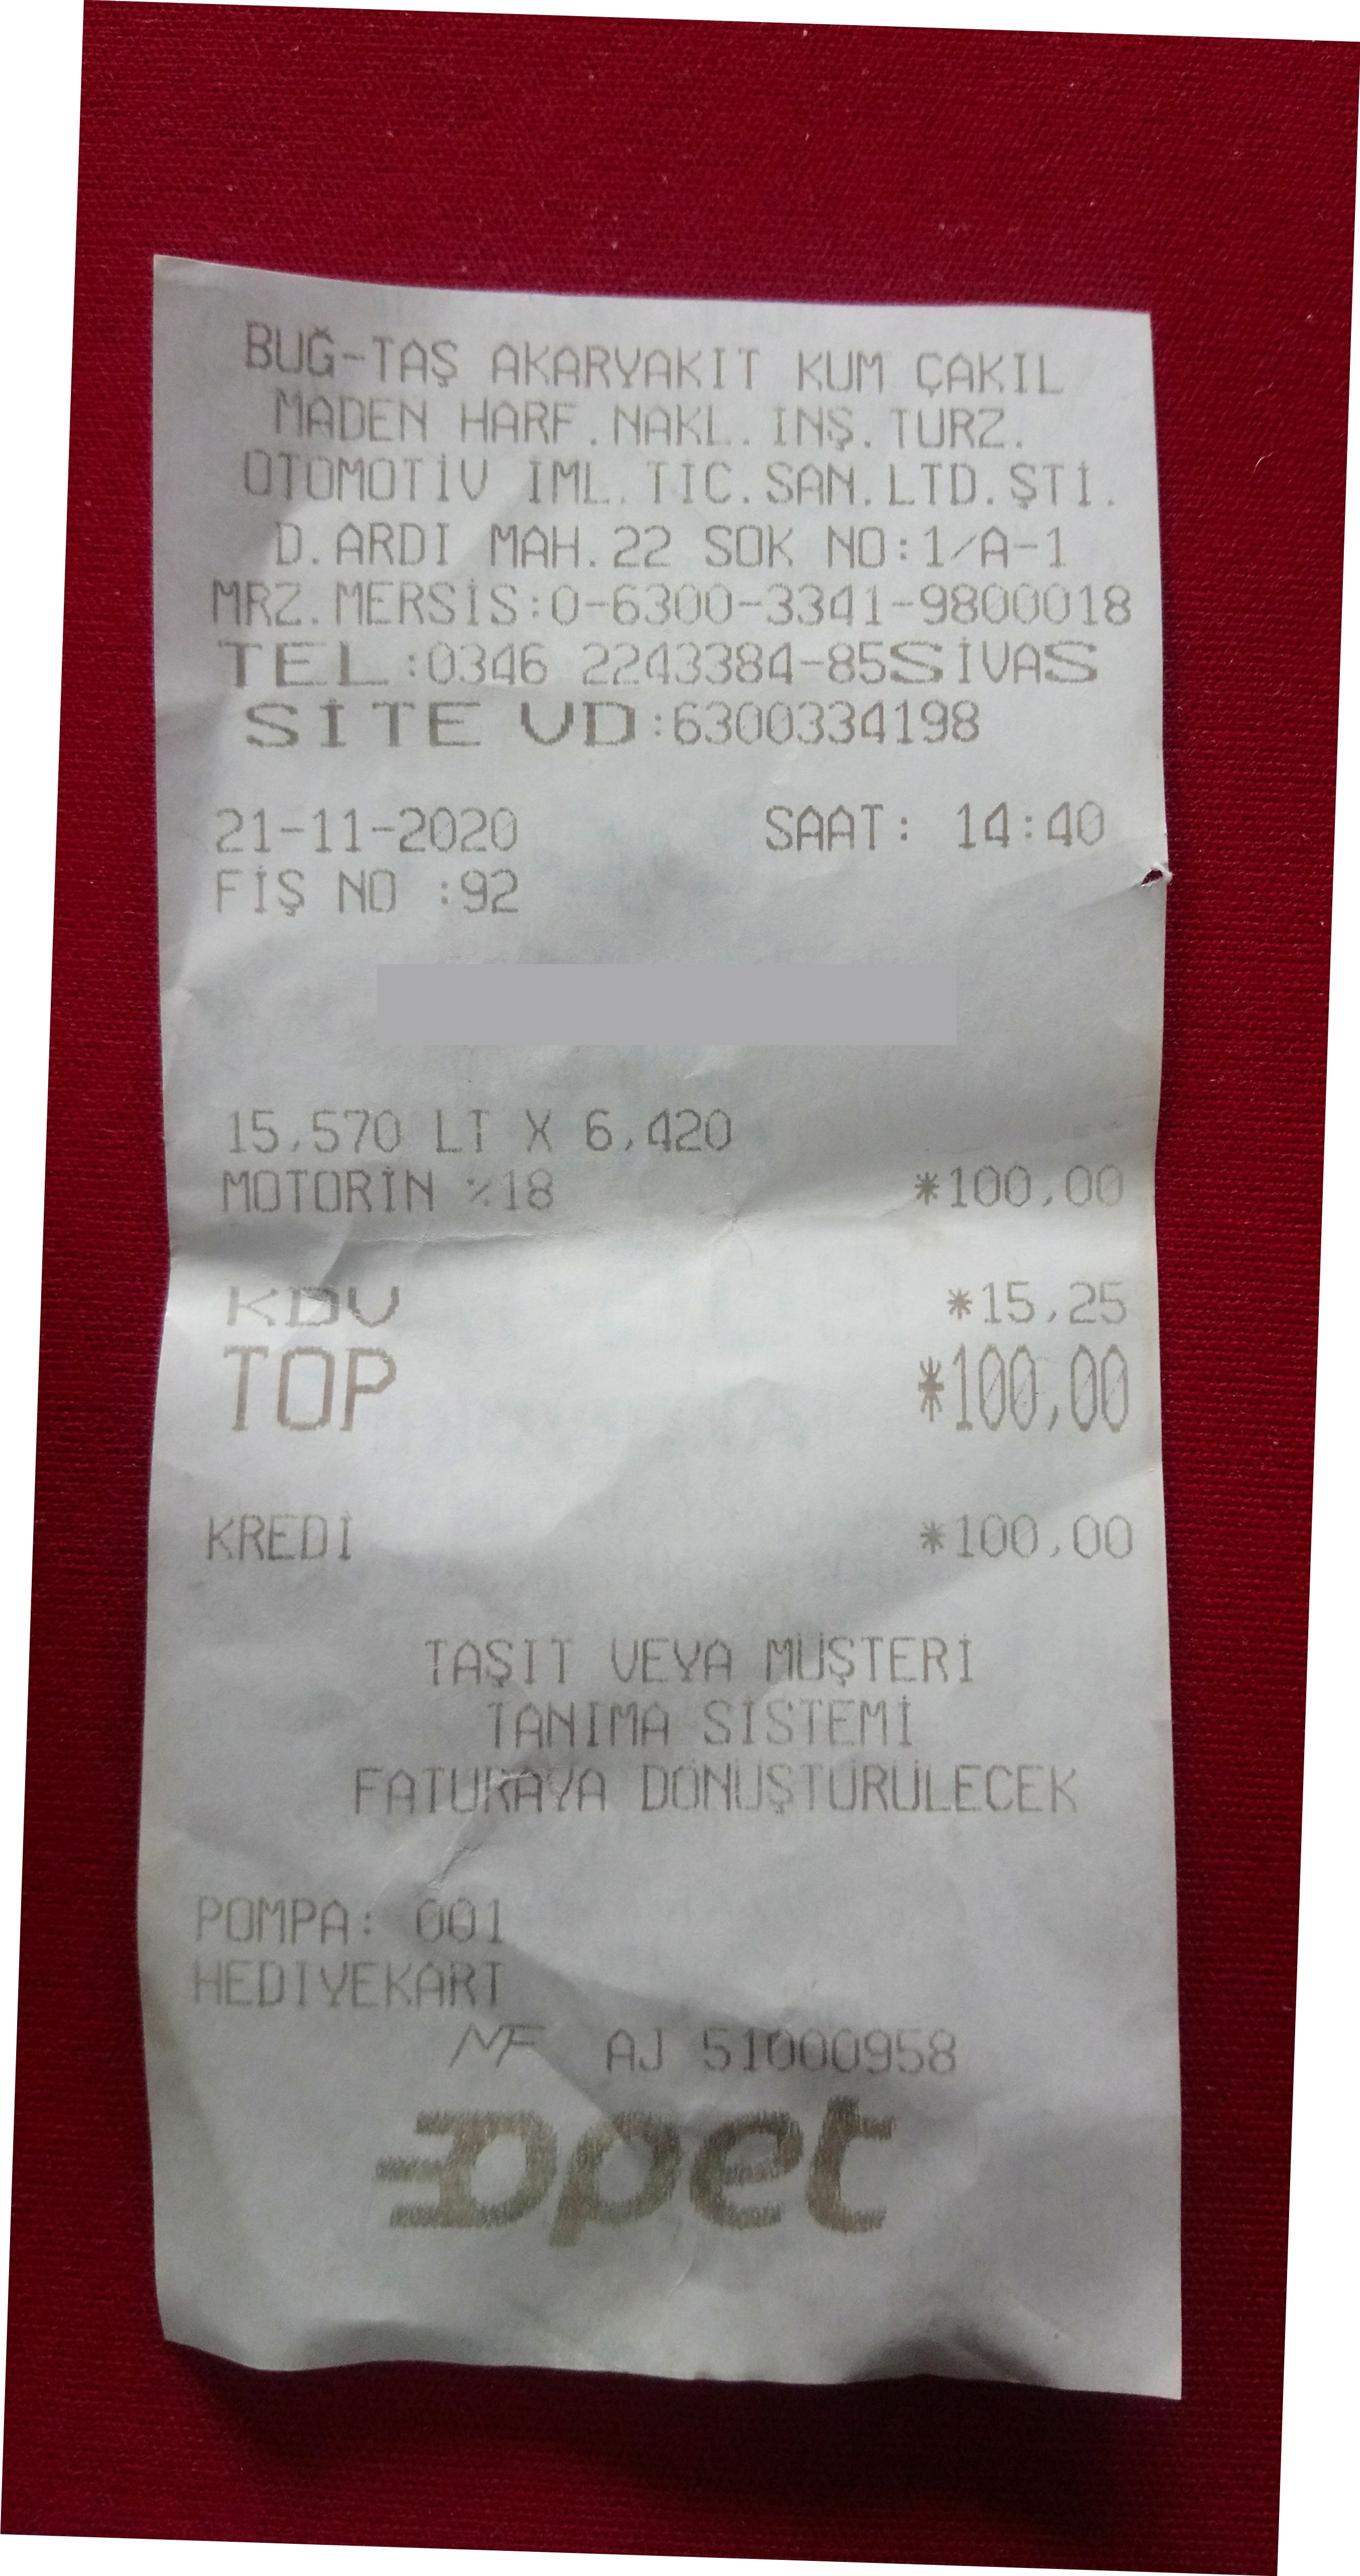 BUĞ-TAŞ AKARYAKIT KUM ÇAKIL
MADEN HARF.NAKL.İNŞ.TURZ.
OTOMOTİV İML.TİC.SAN.LTD.ŞTİ.
D.ARDI MAH.22 SOK NO:1/A-1
MRZ.MERSİS:0-6300-3341-9800018
TEL:0346 2243384-85SİVAS
SİTE VD:6300334198
21-11-2020 SAAT: 14:40
FİŞ NO :92
15,570 LT X 6,420
MOTORİN %18 *100,00
KDV *15,25
TOP *100,00
KREDİ *100,00
TAŞIT VEYA MÜŞTERİ
TANIMA SİSTEMİ
FATURAYA DÖNÜŞTÜRÜLECEK
POMPA: 001
HEDIYEKART
MF AJ 51000958
opet